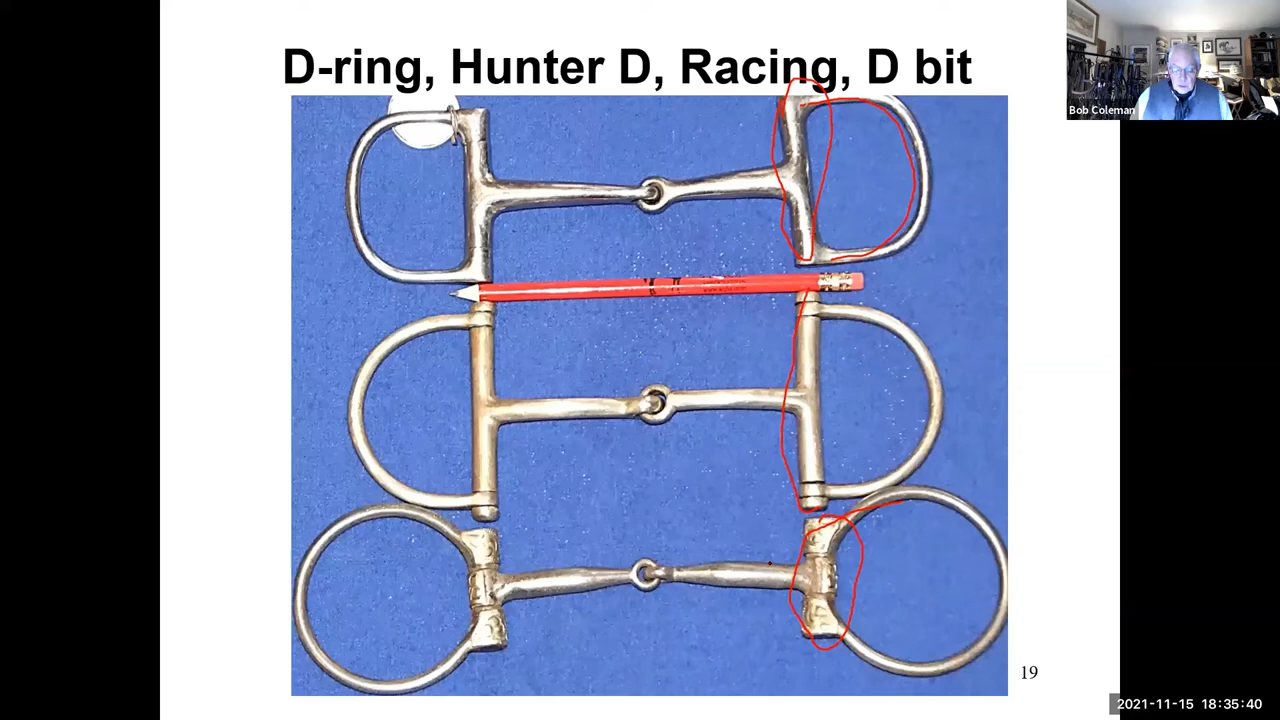 D-ring, Hunter D, Racing, D bit
Bob Coleman
19
2021-11-15 18:35:40